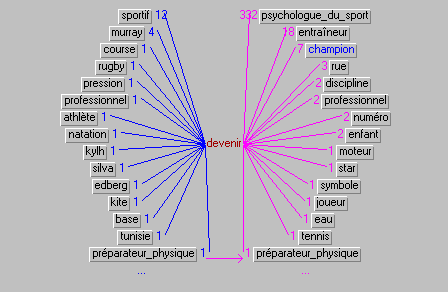 sportif 12 332 psychologue_du_sport
murray 4 18 entraîneur
course 1 7 champion
rugby 1 3 rue
pression 1 2 discipline
professionnel 1 2 professionnel
athlète 1 2 numéro
natation 1 2 enfant
devenir
kylh 1 1 moteur
silva 1 1 star
edberg 1 1 symbole
kite 1 1 joueur
base 1 1 eau
tunisie 1 1 tennis
préparateur_physique 1 1 préparateur_physique
... ...